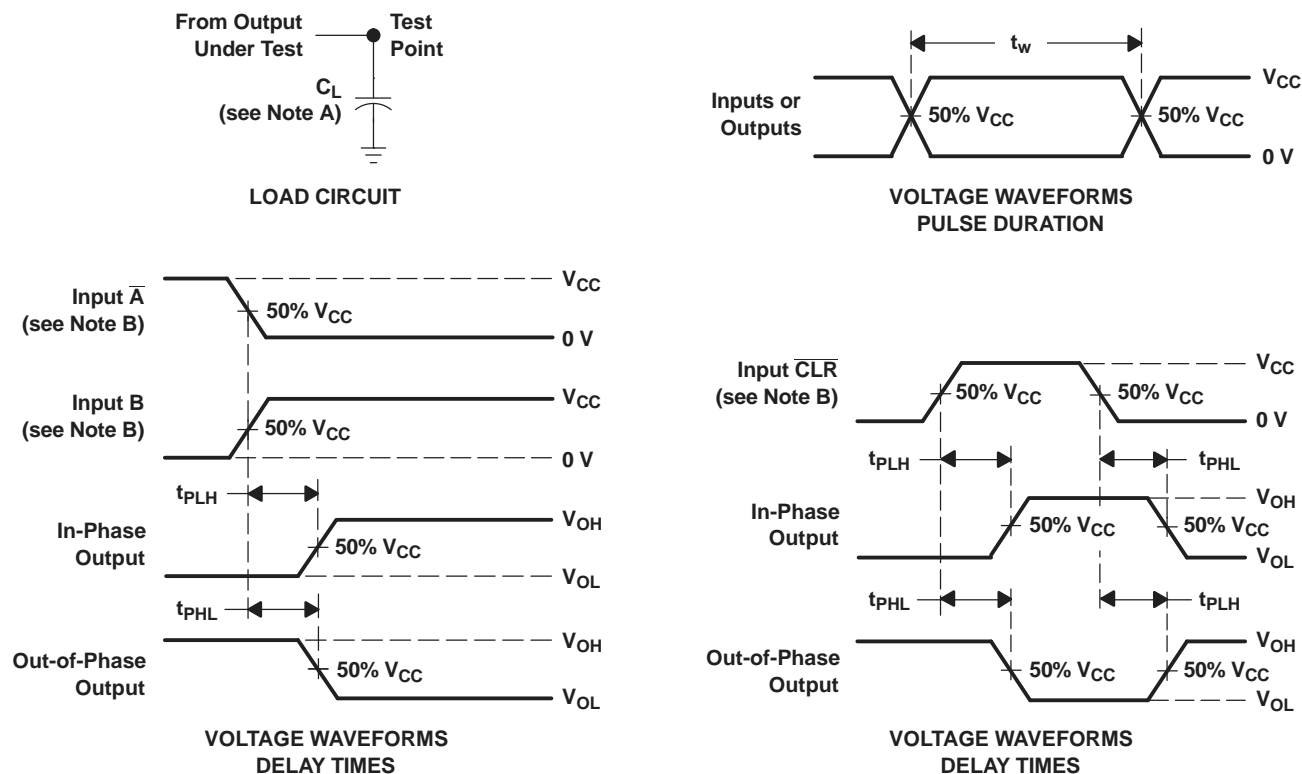 From Output
Under Test
Test
Point
CL
(see Note A)
LOAD CIRCUIT
tw
Inputs or
Outputs
50% VCC
50% VCC
VCC
0 V
VOLTAGE WAVEFORMS
PULSE DURATION
Input A̅
(see Note B)
50% VCC
VCC
0 V
Input B
(see Note B)
50% VCC
VCC
0 V
tPLH
In-Phase
Output
50% VCC
VOH
VOL
tPHL
Out-of-Phase
Output
50% VCC
VOH
VOL
VOLTAGE WAVEFORMS
DELAY TIMES
Input C̅L̅R̅
(see Note B)
50% VCC
50% VCC
VCC
0 V
tPLH
tPHL
In-Phase
Output
50% VCC
50% VCC
VOH
VOL
tPHL
tPLH
Out-of-Phase
Output
50% VCC
50% VCC
VOH
VOL
VOLTAGE WAVEFORMS
DELAY TIMES